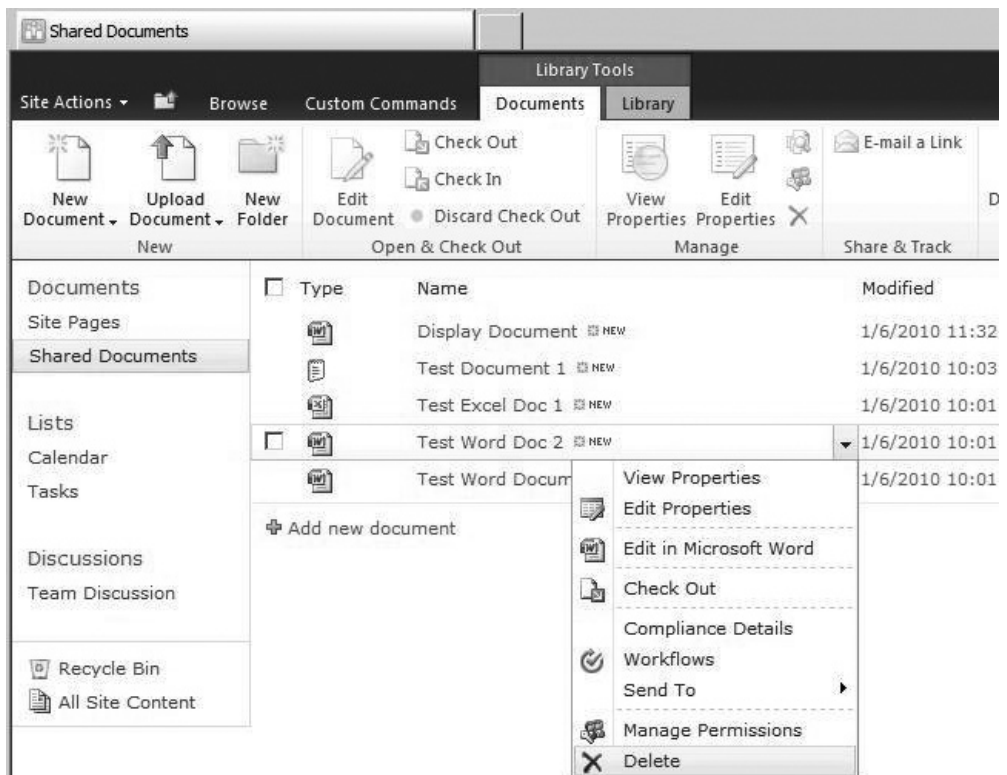 Shared Documents
Library Tools
Site Actions Browse Custom Commands Documents Library
New Document
Upload Document
New Folder
New
Edit Document
Check Out
Check In
Discard Check Out
Open & Check Out
View Properties
Edit Properties
Manage
E-mail a Link
Share & Track
D
Documents
Site Pages
Shared Documents
Lists
Calendar
Tasks
Discussions
Team Discussion
Recycle Bin
All Site Content
Type Name Modified
Display Document NEW 1/6/2010 11:32
Test Document 1 NEW 1/6/2010 10:03
Test Excel Doc 1 NEW 1/6/2010 10:01
Test Word Doc 2 NEW 1/6/2010 10:01
Test Word Docum 1/6/2010 10:01
Add new document
View Properties
Edit Properties
Edit in Microsoft Word
Check Out
Compliance Details
Workflows
Send To
Manage Permissions
Delete